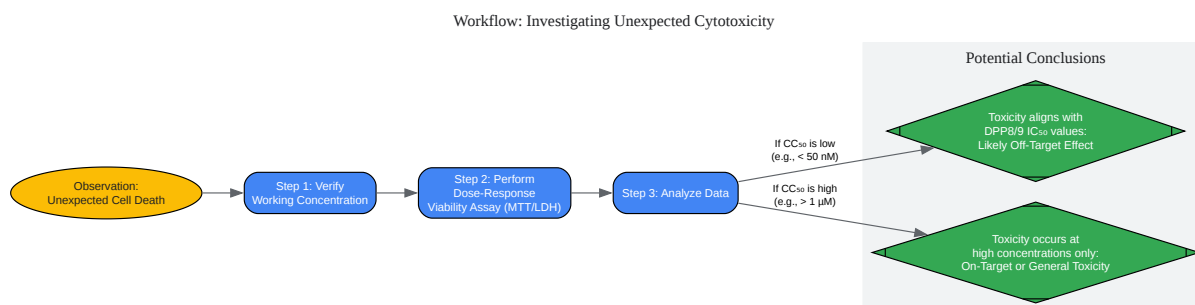 Workflow: Investigating Unexpected Cytotoxicity
Potential Conclusions
Observation:
Unexpected Cell Death
Step 1: Verify
Working Concentration
Step 2: Perform
Dose-Response
Viability Assay (MTT/LDH)
Step 3: Analyze Data
If CC₅₀ is low
(e.g., < 50 nM)
If CC₅₀ is high
(e.g., > 1 µM)
Toxicity aligns with
DPP8/9 IC₅₀ values:
Likely Off-Target Effect
Toxicity occurs at
high concentrations only:
On-Target or General Toxicity